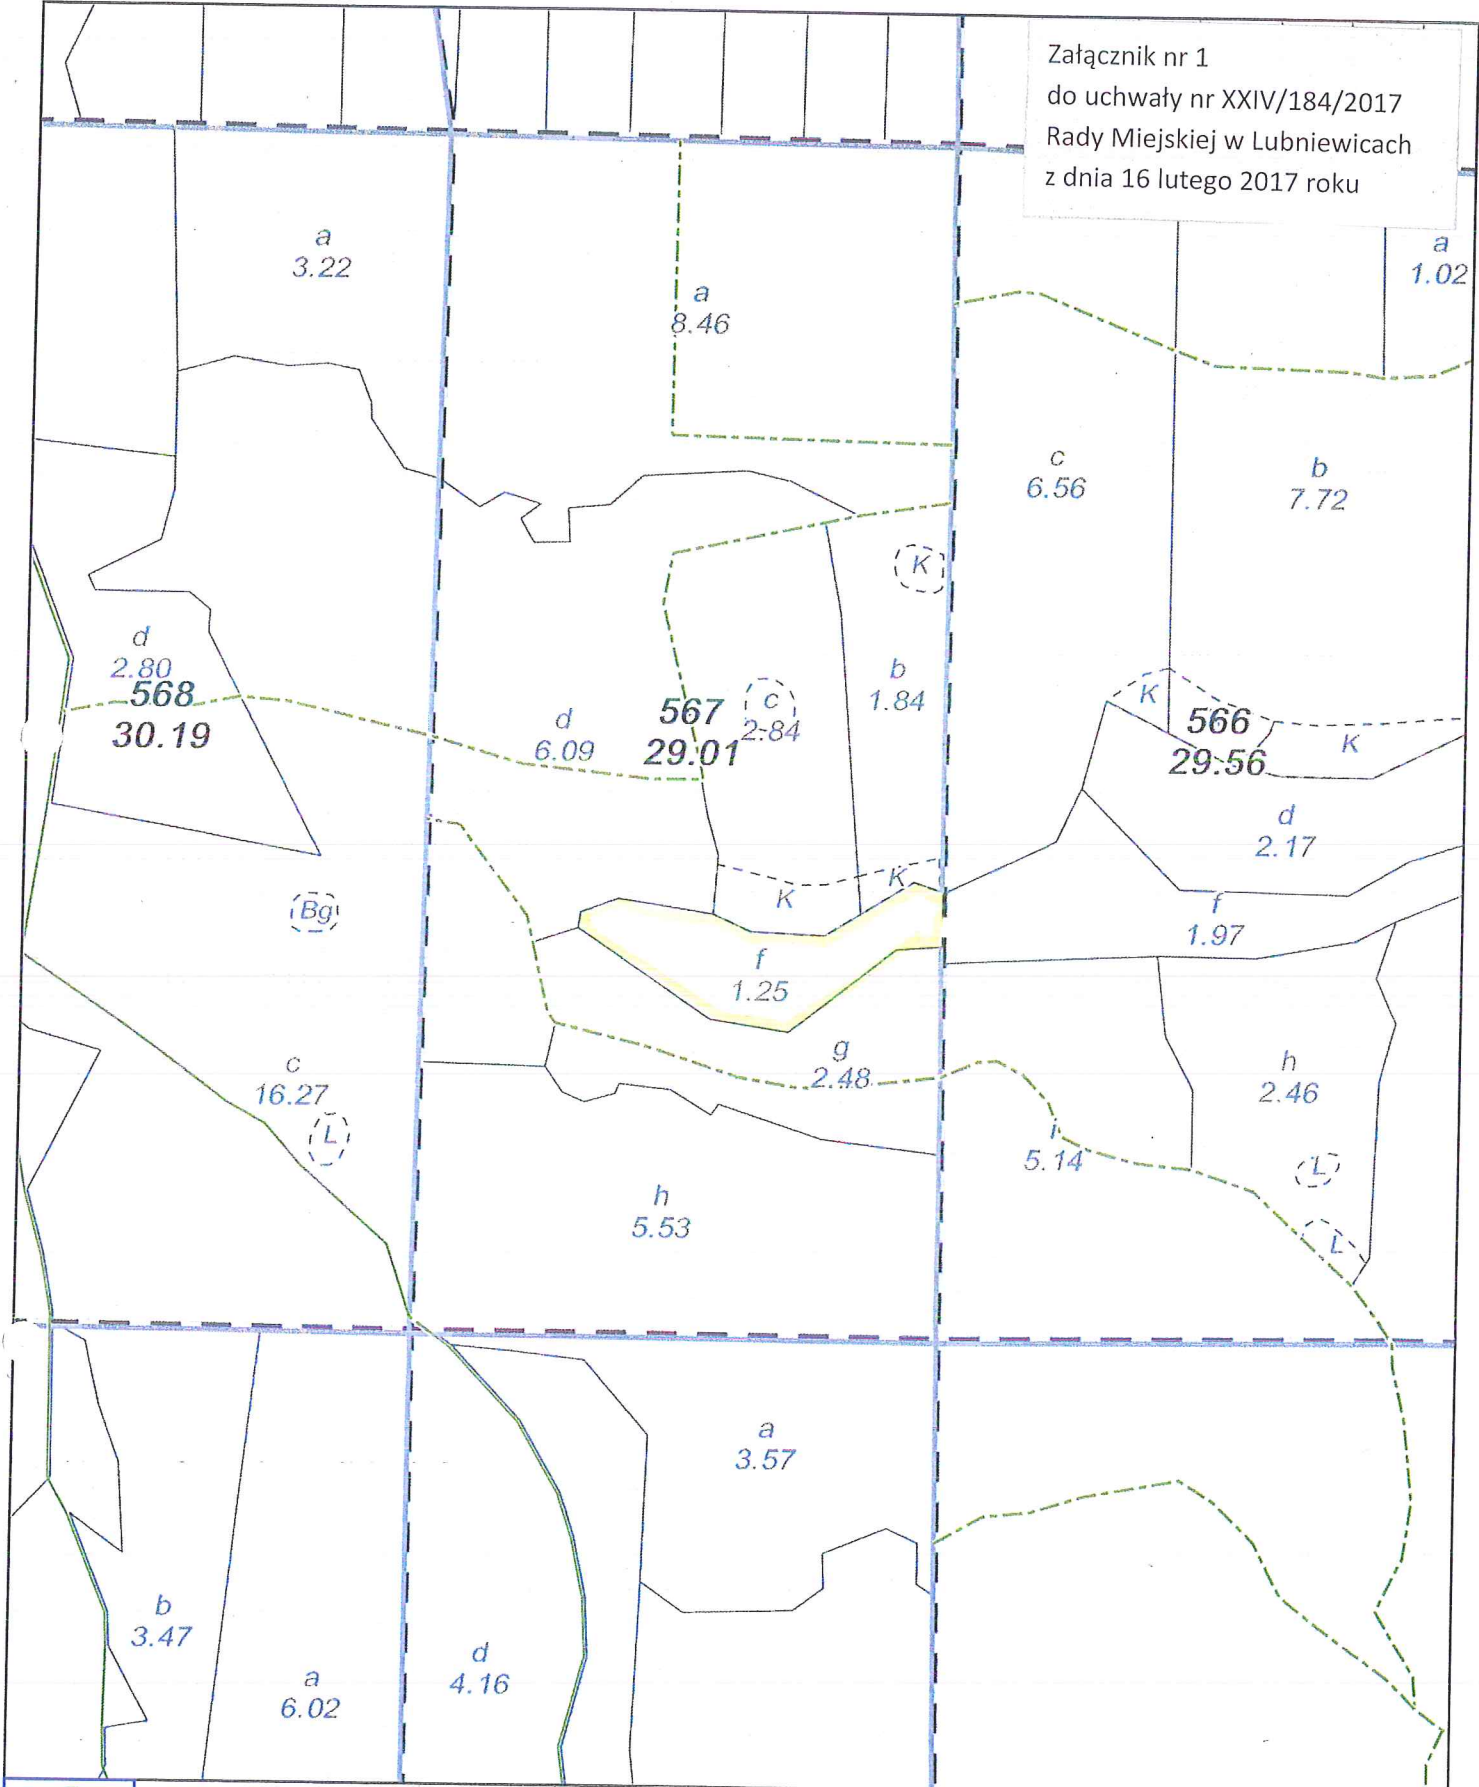 Załącznik nr 1
do uchwały nr XXIV/184/2017
Rady Miejskiej w Lubniewicach
z dnia 16 lutego 2017 roku
a
3.22
a
8.46
a
1.02
c
6.56
b
7.72
K
d
2.80
568
30.19
d
6.09
567
29.01
c
2.84
b
1.84
K
566
29.56
K
d
2.17
Bg
K
K
f
1.25
f
1.97
c
16.27
L
g
2.48
h
2.46
i
5.14
L
L
h
5.53
a
3.57
b
3.47
a
6.02
d
4.16